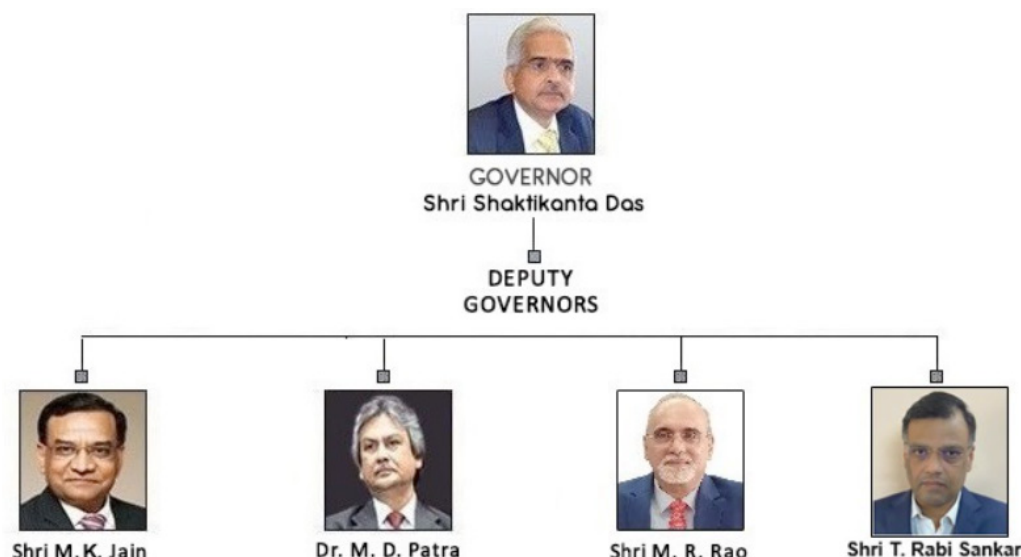 GOVERNOR
Shri Shaktikanta Das
DEPUTY
GOVERNORS
Shri M. K. Jain
Dr. M. D. Patra
Shri M. R. Rao
Shri T. Rabi Sankar